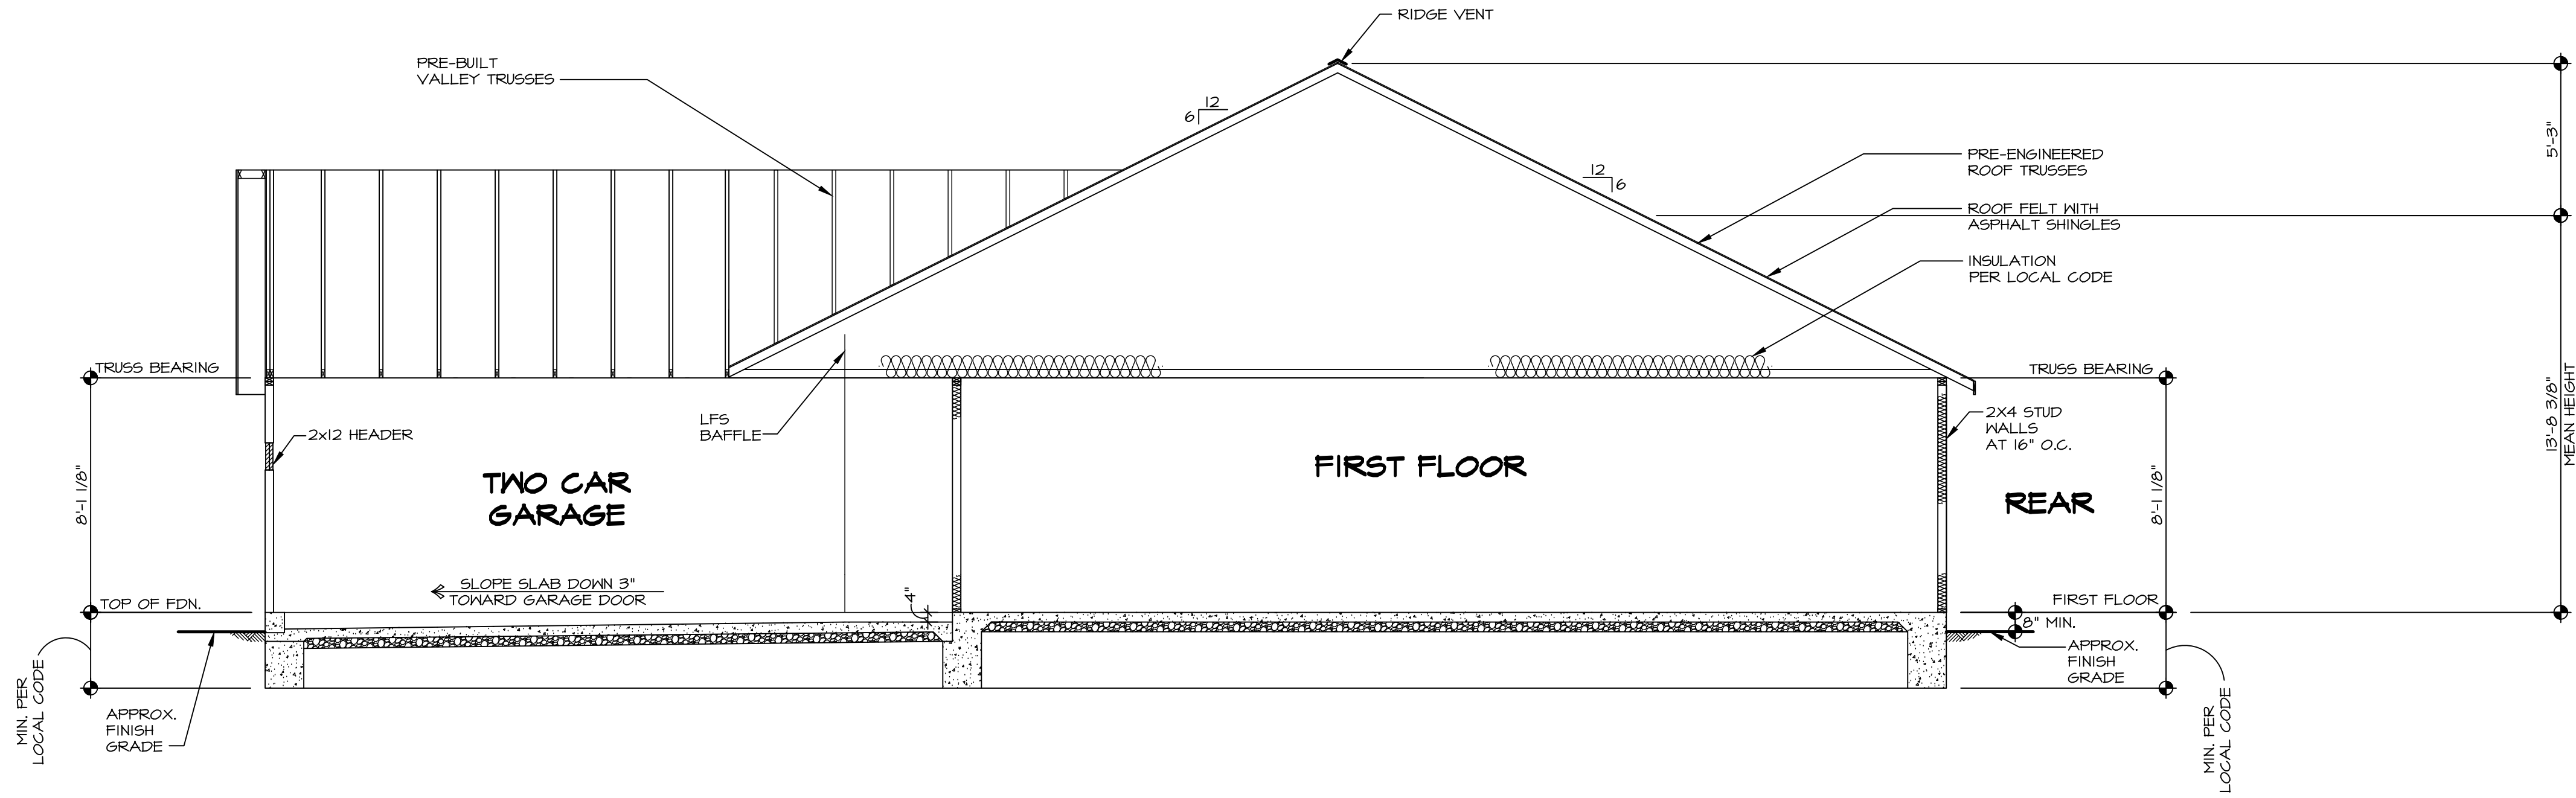 RIDGE VENT
PRE-BUILT
VALLEY TRUSSES
12
6
12
6
5'-3"
PRE-ENGINEERED
ROOF TRUSSES
ROOF FELT WITH
ASPHALT SHINGLES
INSULATION
PER LOCAL CODE
TRUSS BEARING
TRUSS BEARING
LFS
BAFFLE
2x12 HEADER
2X4 STUD
WALLS
AT 16" O.C.
13'-8 3/8"
MEAN HEIGHT
8'-1 1/8"
TWO CAR
GARAGE
FIRST FLOOR
REAR
8'-1 1/8"
SLOPE SLAB DOWN 3"
TOWARD GARAGE DOOR
4"
TOP OF FDN.
FIRST FLOOR
8" MIN.
APPROX.
FINISH
GRADE
MIN. PER
LOCAL CODE
APPROX.
FINISH
GRADE
MIN. PER
LOCAL CODE